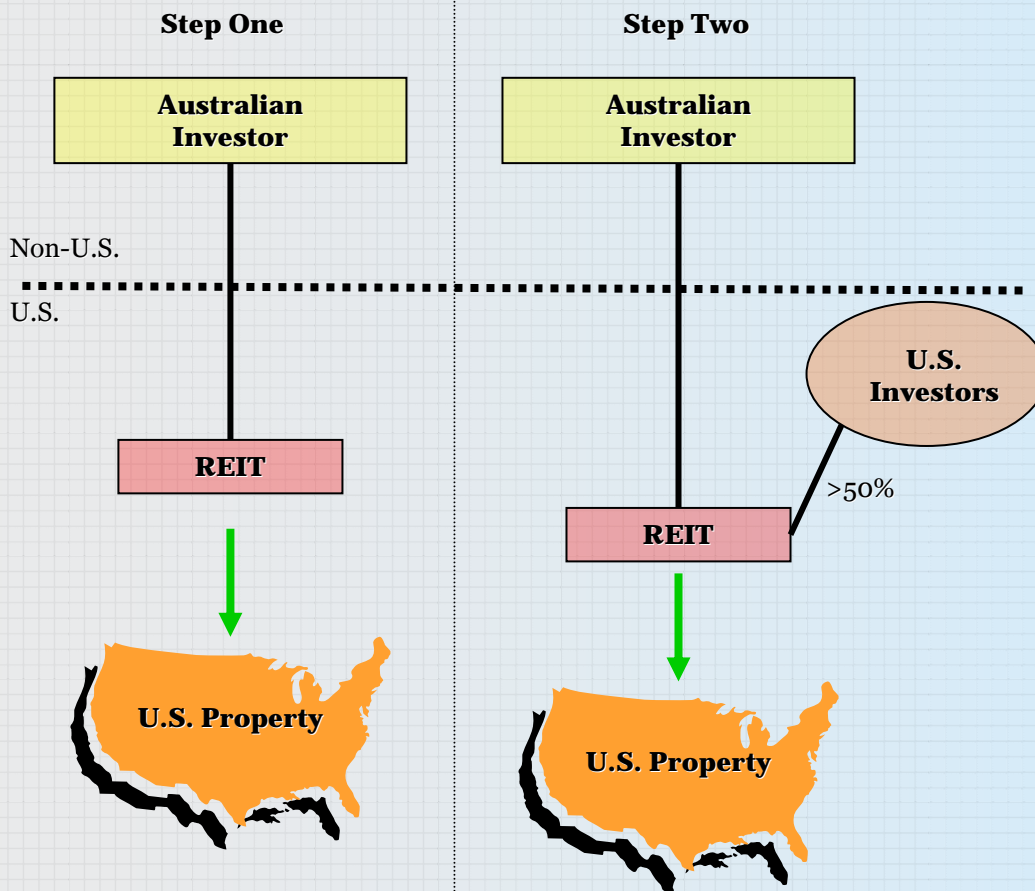 Step One
Australian
Investor
Non-U.S.
U.S.
REIT
U.S. Property
Step Two
Australian
Investor
U.S.
Investors
>50%
REIT
U.S. Property